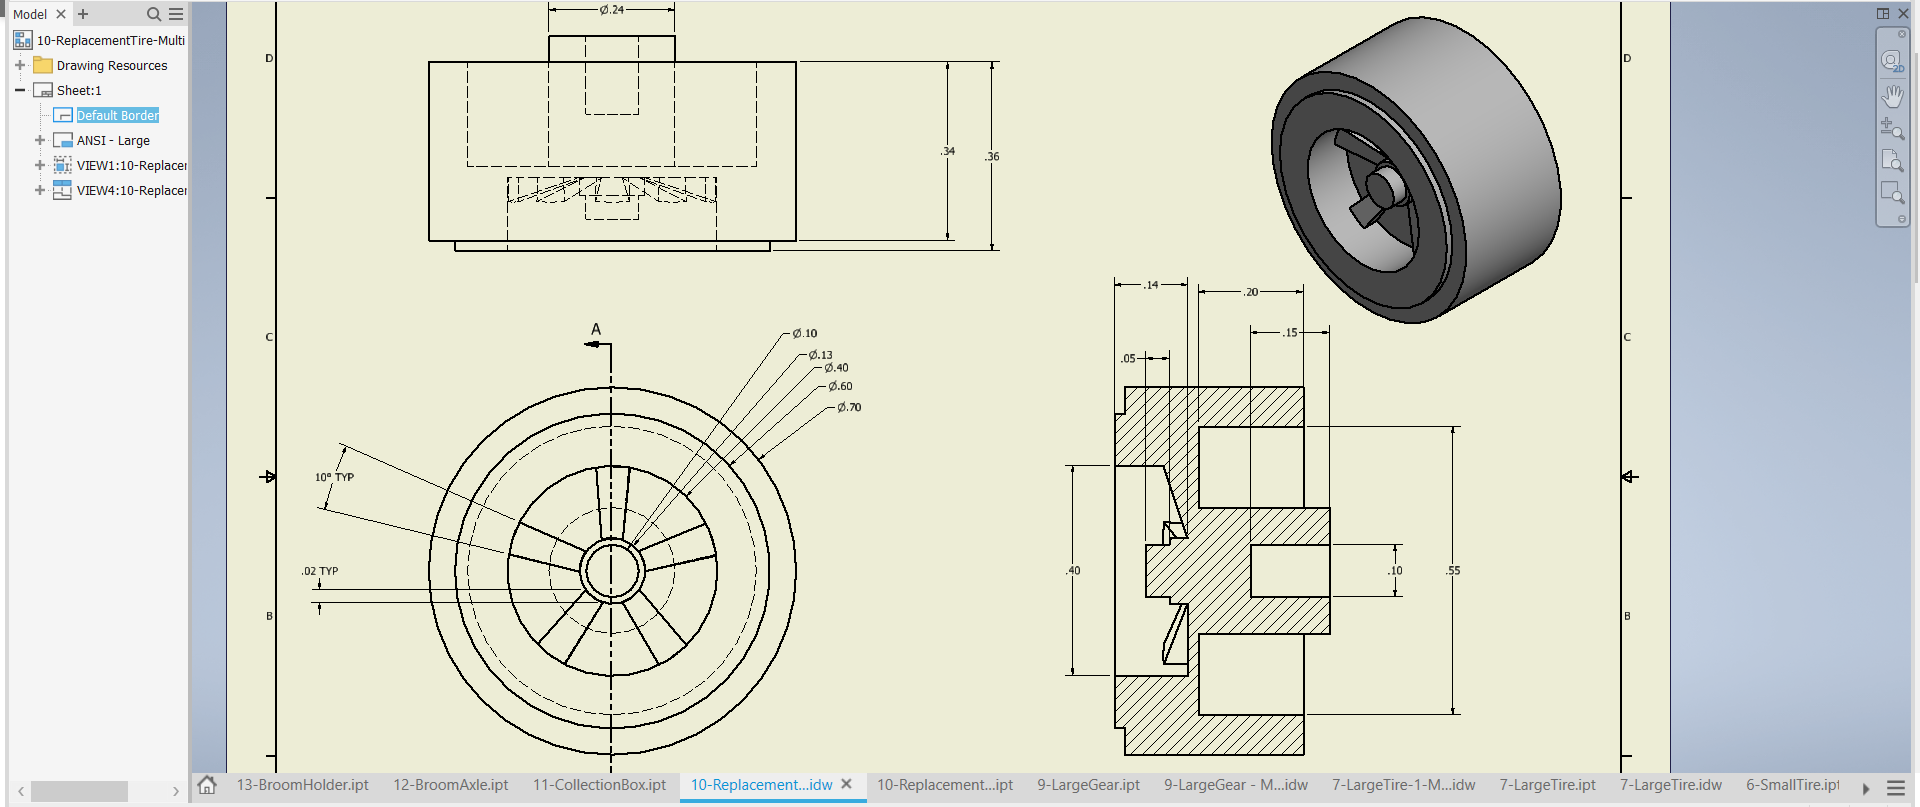 Model
10-ReplacementTire-Multi
Drawing Resources
Sheet:1
Default Border
ANSI - Large
VIEW1:10-Replacer
VIEW4:10-Replacer
D
D
Ø.24
.34
.36
.14
.20
.15
.05
C
C
A
Ø.10
Ø.13
Ø.40
Ø.60
Ø.70
10° TYP
.02 TYP
.40
.10
.55
B
B
2D
13-BroomHolder.ipt
12-BroomAxle.ipt
11-CollectionBox.ipt
10-Replacement...idw
10-Replacement...ipt
9-LargeGear.ipt
9-LargeGear - M...idw
7-LargeTire-1-M...idw
7-LargeTire.ipt
7-LargeTire.idw
6-SmallTire.ipt